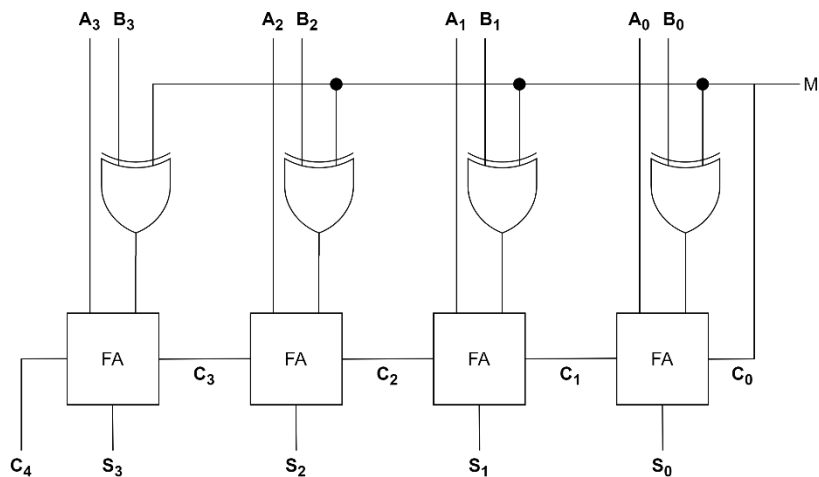 A₃ B₃ A₂ B₂ A₁ B₁ A₀ B₀
M
FA FA FA FA
C₃ C₂ C₁ C₀
C₄ S₃ S₂ S₁ S₀